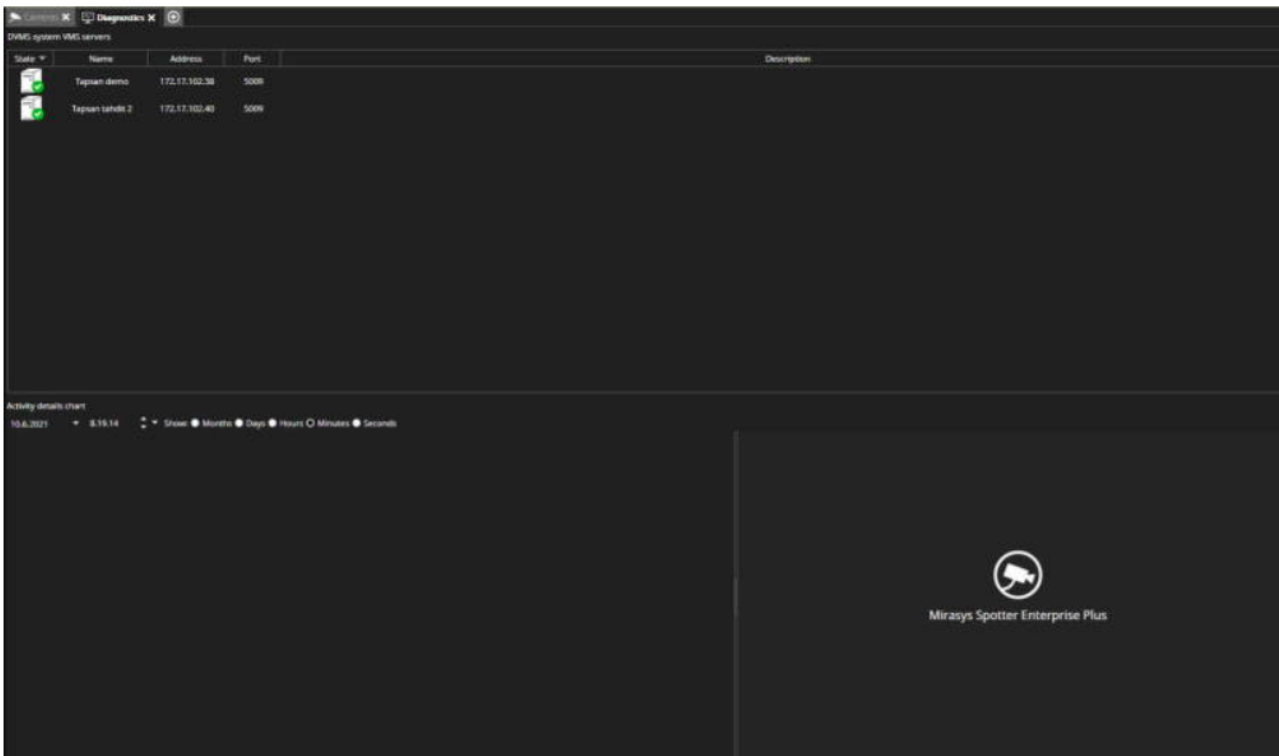 Cameras Diagnostics
DVMS system VMS servers
State Name Address Port Description
Tapsan demo 172.17.102.38 5009
Tapsan tahdit 2 172.17.102.40 5009
Activity details chart
10.6.2021 8.19.14 Show: Months Days Hours Minutes Seconds
Mirasys Spotter Enterprise Plus